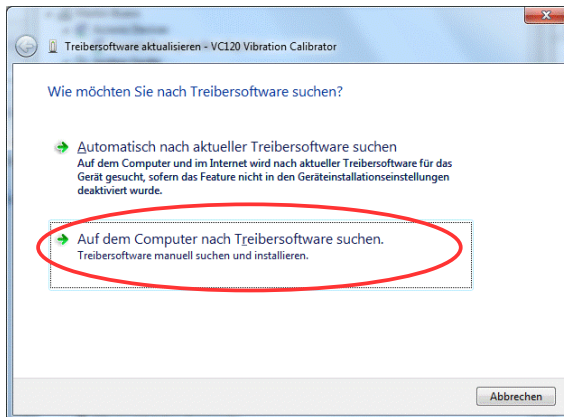 Treibersoftware aktualisieren - VC120 Vibration Calibrator
Wie möchten Sie nach Treibersoftware suchen?
Automatisch nach aktueller Treibersoftware suchen
Auf dem Computer und im Internet wird nach aktueller Treibersoftware für das
Gerät gesucht, sofern das Feature nicht in den Geräteinstallationseinstellungen
deaktiviert wurde.
Auf dem Computer nach Treibersoftware suchen.
Treibersoftware manuell suchen und installieren.
Abbrechen